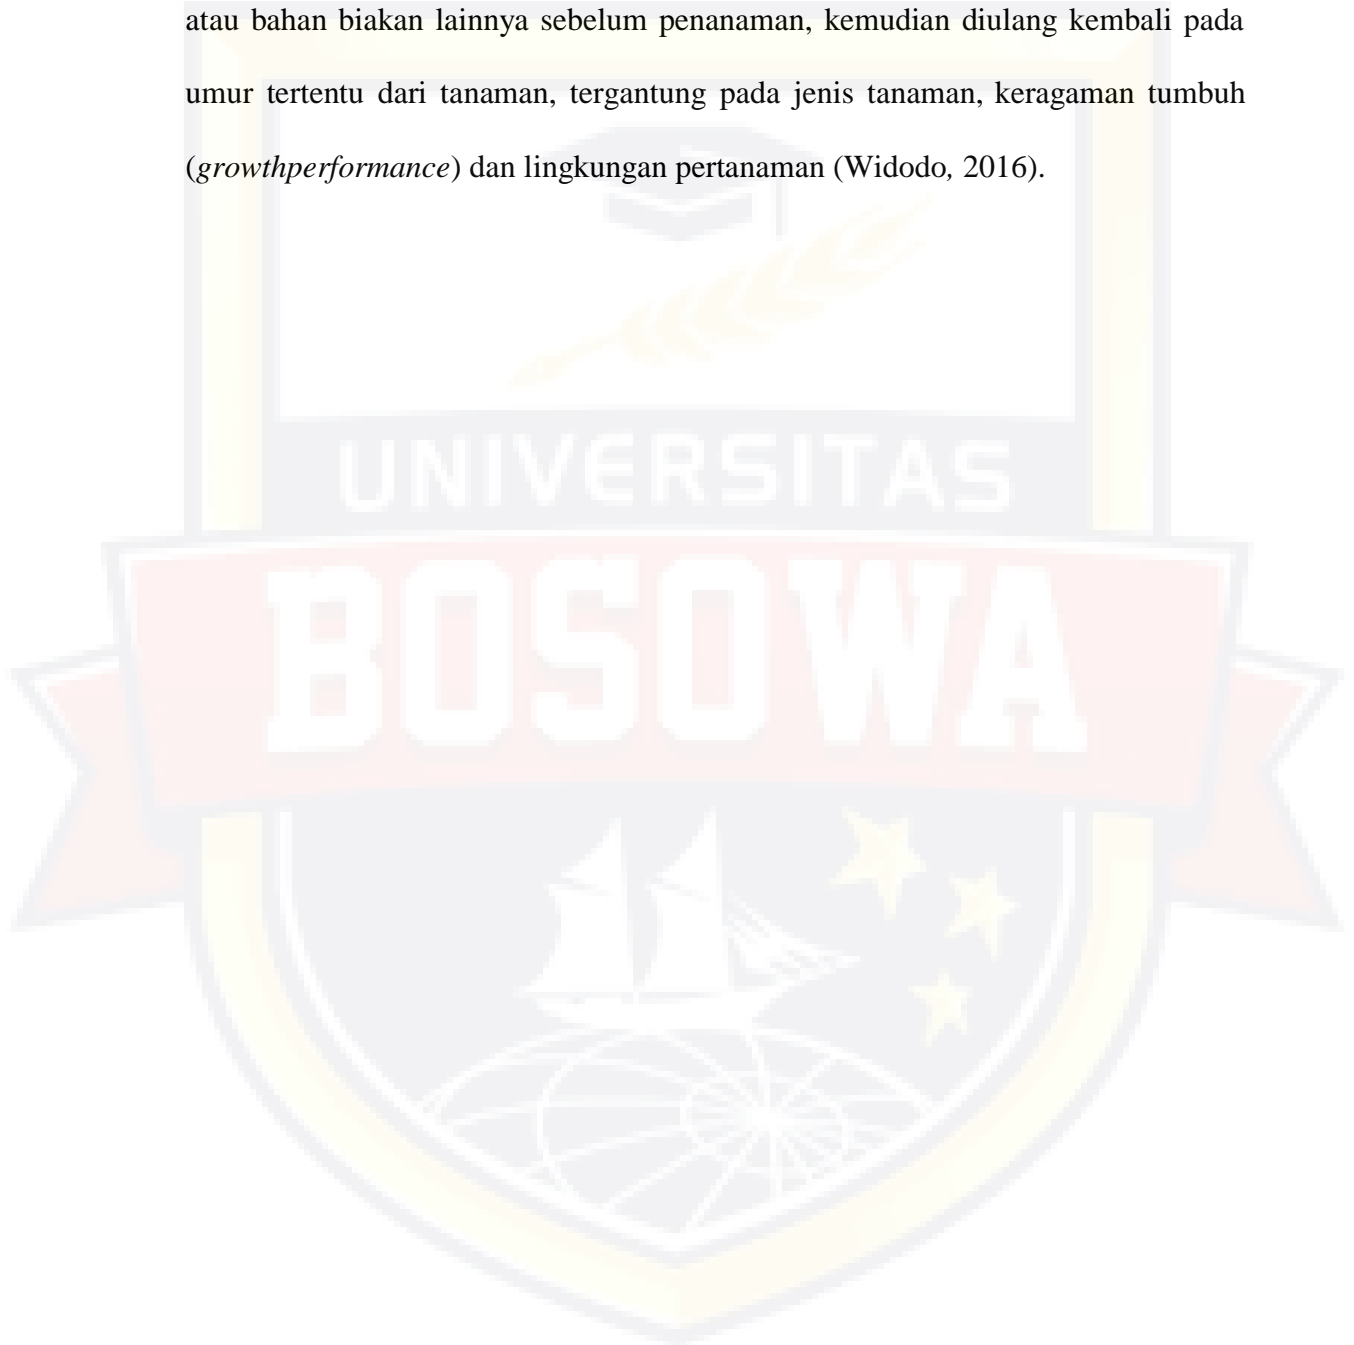 atau bahan biakan lainnya sebelum penanaman, kemudian diulang kembali pada
umur tertentu dari tanaman, tergantung pada jenis tanaman, keragaman tumbuh
(growthperformance) dan lingkungan pertanaman (Widodo, 2016).
UNIVERSITAS
BOSOWA